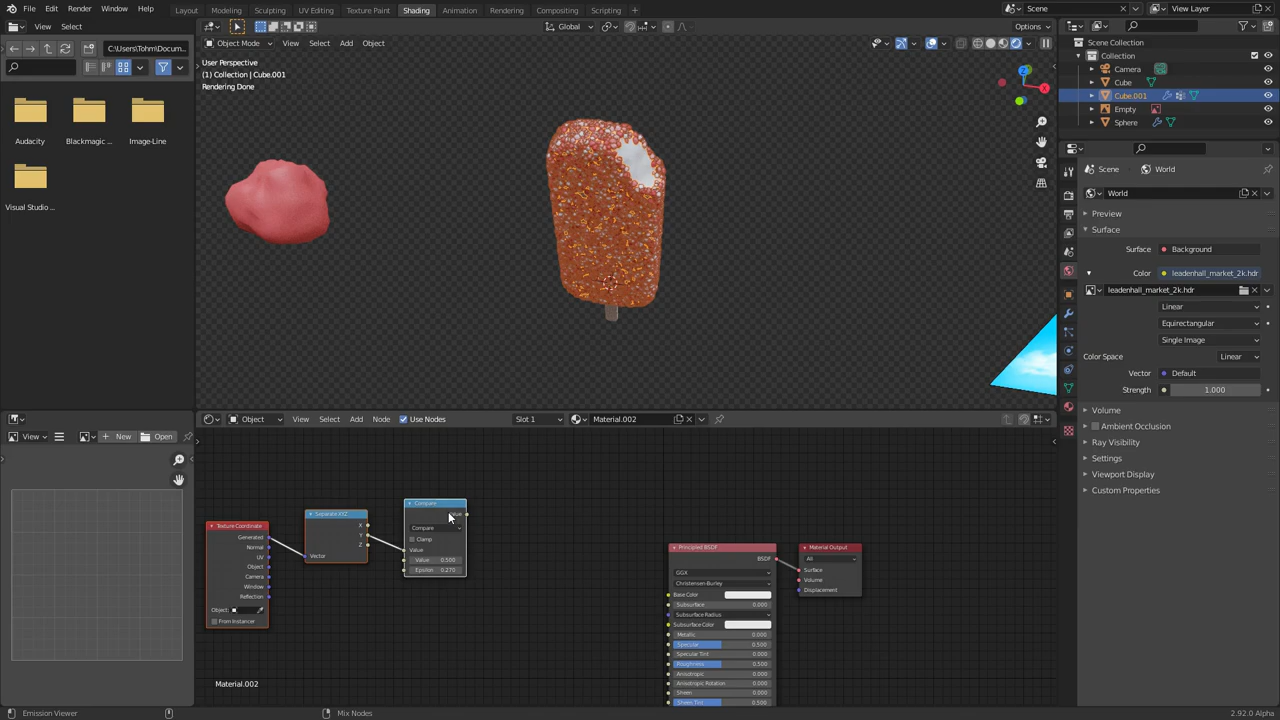 File Edit Render Window Help
Layout Modeling Sculpting UV Editing Texture Paint Shading Animation Rendering Compositing Scripting
Scene
View Layer
View Select
C:\Users\Tohm\Docum...
Audacity
Blackmagic ...
Image-Line
Visual Studio ...
Global
Options
Object Mode View Select Add Object
User Perspective
(1) Collection | Cube.001
Rendering Done
Z
X
Scene Collection
Collection
Camera
Cube
Cube.001
Empty
Sphere
Scene
World
World
Preview
Surface
Surface
Background
Color
leadenhall_market_2k.hdr
leadenhall_market_2k.hdr
Linear
Equirectangular
Single Image
Color Space
Linear
Vector
Default
Strength
1.000
Volume
Ambient Occlusion
Ray Visibility
Settings
Viewport Display
Custom Properties
View
New
Open
Object
View Select Add Node
Use Nodes
Slot 1
Material.002
Texture Coordinate
Generated
Normal
UV
Object
Camera
Window
Reflection
Object:
From Instancer
Separate XYZ
X
Y
Z
Vector
Compare
Compare
Clamp
Value
Value 0.500
Epsilon 0.270
Principled BSDF
BSDF
GGX
Christensen-Burley
Base Color
Subsurface 0.000
Subsurface Radius
Subsurface Color
Metallic 0.000
Specular 0.500
Specular Tint 0.000
Roughness 0.500
Anisotropic 0.000
Anisotropic Rotation 0.000
Sheen 0.000
Sheen Tint 0.500
Material Output
All
Surface
Volume
Displacement
Material.002
Emission Viewer
Mix Nodes
2.92.0 Alpha